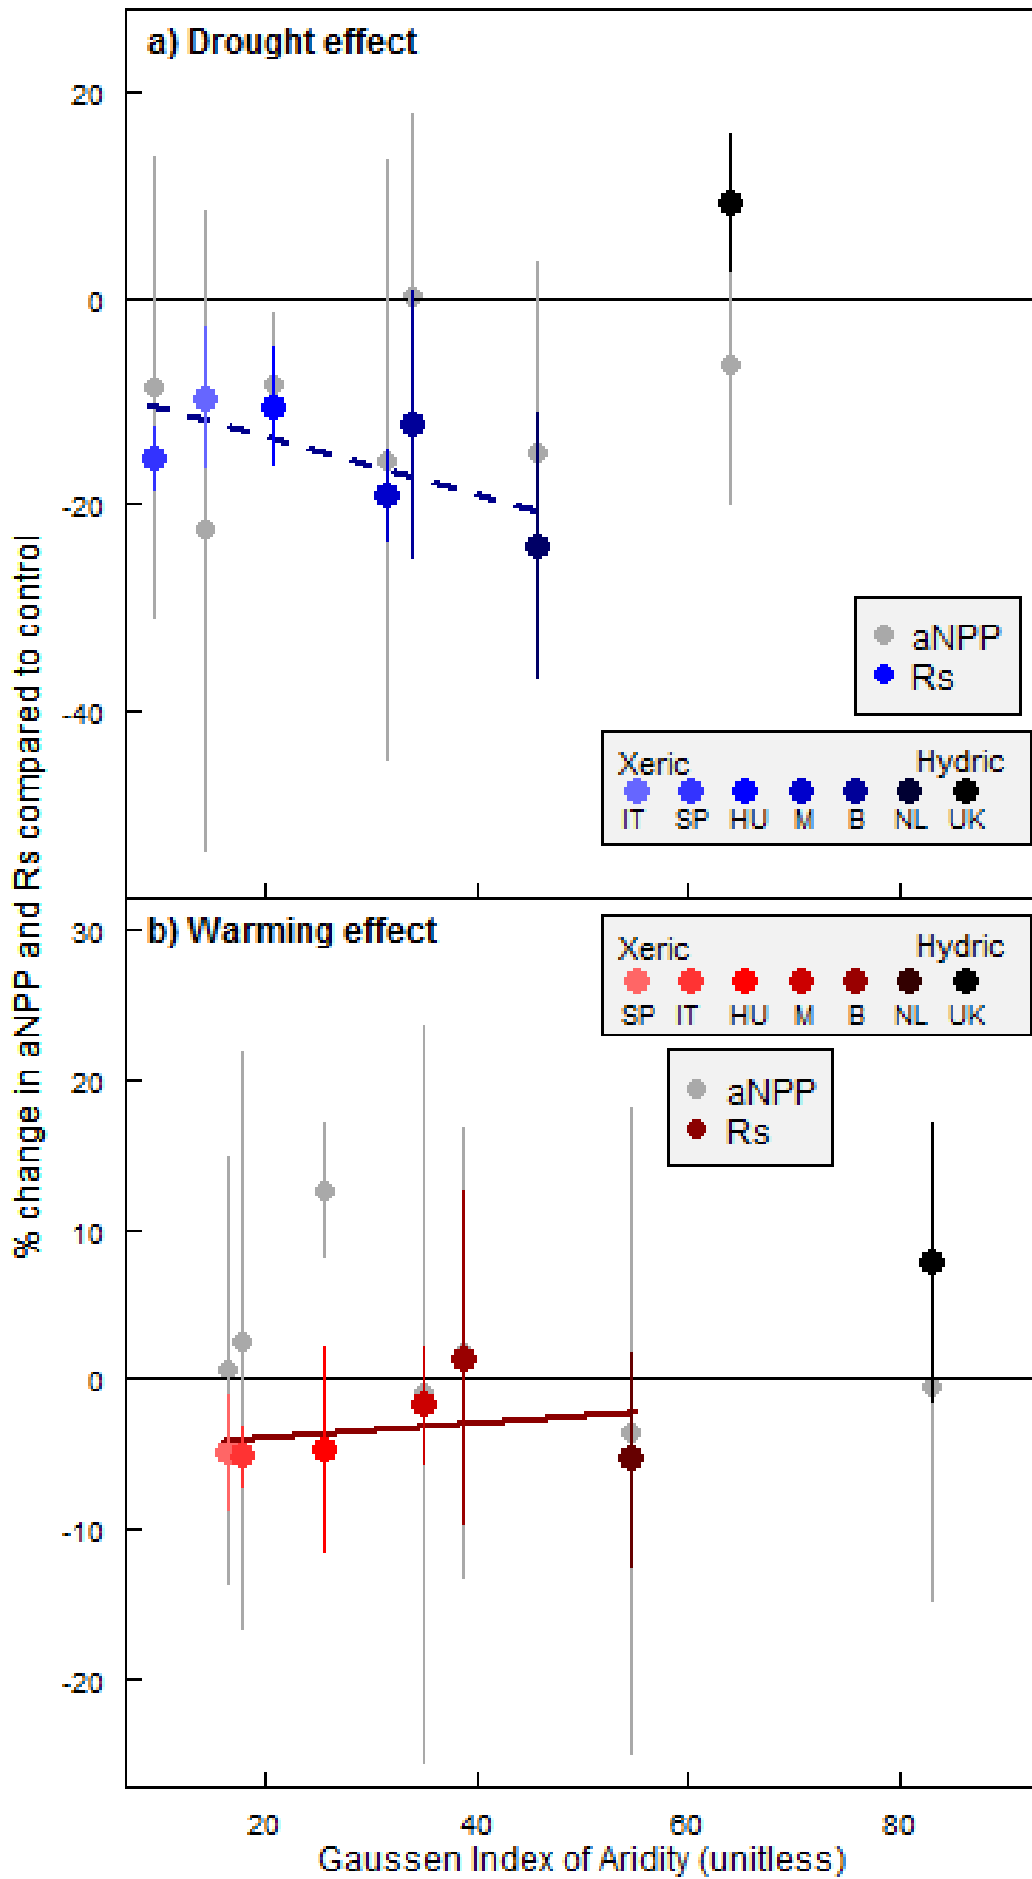 a) Drought effect
20
0
-20
-40
aNPP
Rs
Xeric Hydric
IT SP HU M B NL UK
% change in aNPP and Rs compared to control
b) Warming effect
30
20
10
0
-10
-20
Xeric Hydric
SP IT HU M B NL UK
aNPP
Rs
20 40 60 80
Gaussen Index of Aridity (unitless)